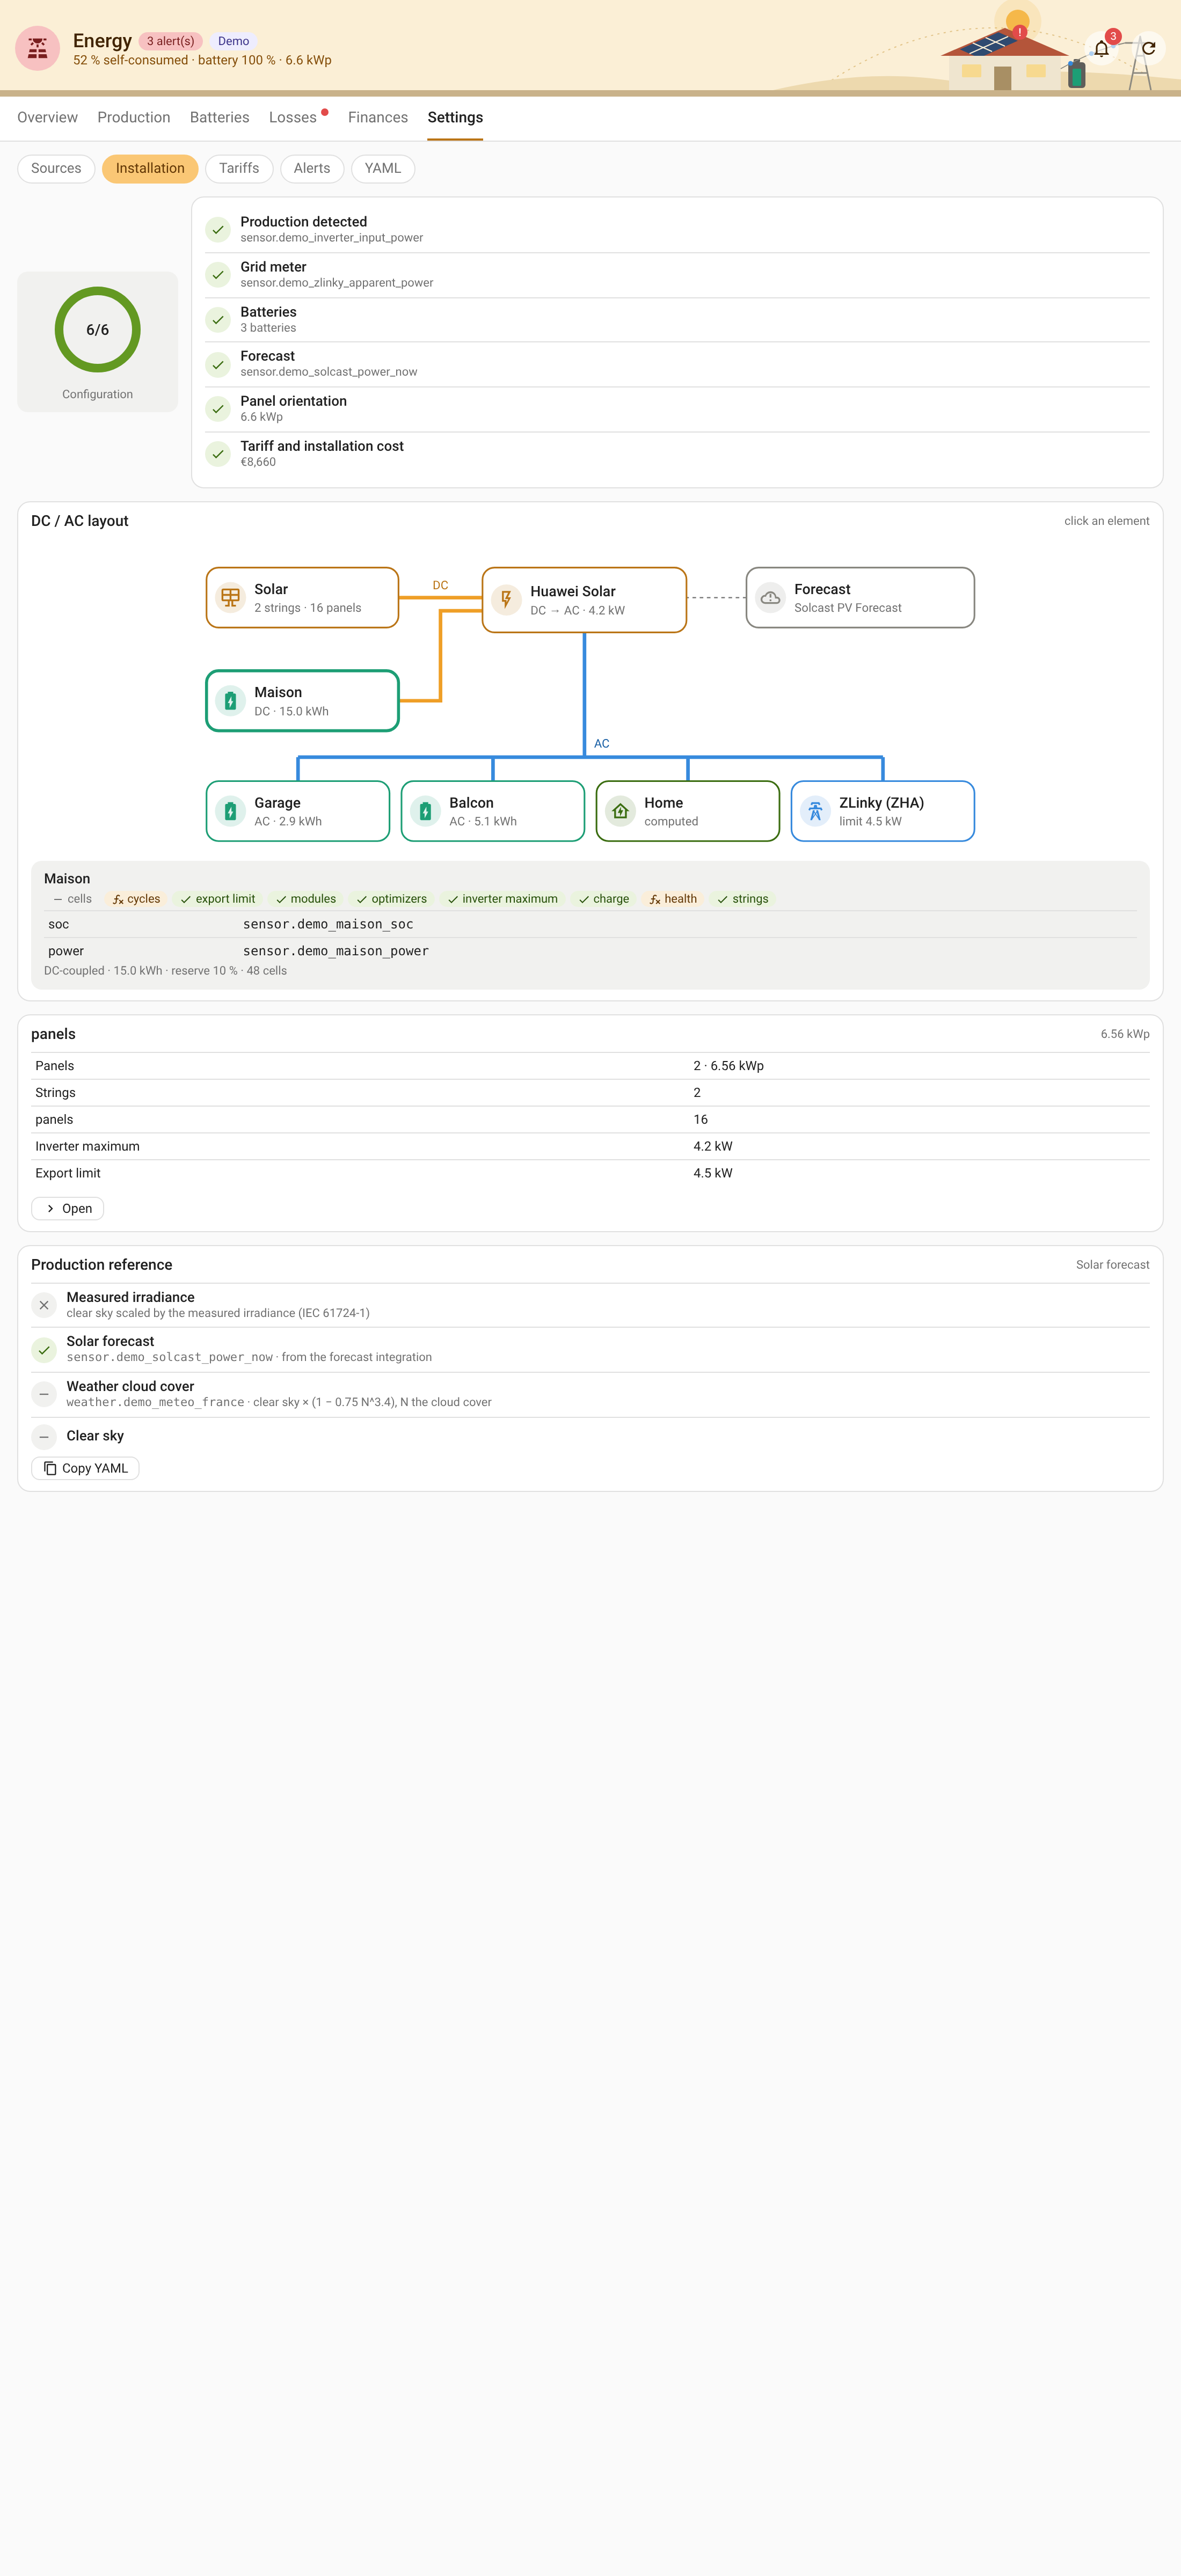 Energy 3 alert(s) Demo
52 % self-consumed · battery 100 % · 6.6 kWp
!
3
Overview Production Batteries Losses Finances Settings
Sources Installation Tariffs Alerts YAML
6/6
Configuration
Production detected
sensor.demo_inverter_input_power
Grid meter
sensor.demo_zlinky_apparent_power
Batteries
3 batteries
Forecast
sensor.demo_solcast_power_now
Panel orientation
6.6 kWp
Tariff and installation cost
€8,660
DC / AC layout click an element
Solar
2 strings · 16 panels
DC
Huawei Solar
DC → AC · 4.2 kW
Forecast
Solcast PV Forecast
Maison
DC · 15.0 kWh
AC
Garage
AC · 2.9 kWh
Balcon
AC · 5.1 kWh
Home
computed
ZLinky (ZHA)
limit 4.5 kW
Maison
cells cycles export limit modules optimizers inverter maximum charge health strings
soc sensor.demo_maison_soc
power sensor.demo_maison_power
DC-coupled · 15.0 kWh · reserve 10 % · 48 cells
panels 6.56 kWp
Panels 2 · 6.56 kWp
Strings 2
panels 16
Inverter maximum 4.2 kW
Export limit 4.5 kW
Open
Production reference Solar forecast
Measured irradiance
clear sky scaled by the measured irradiance (IEC 61724-1)
Solar forecast
sensor.demo_solcast_power_now · from the forecast integration
Weather cloud cover
weather.demo_meteo_france · clear sky × (1 − 0.75 N^3.4), N the cloud cover
Clear sky
Copy YAML